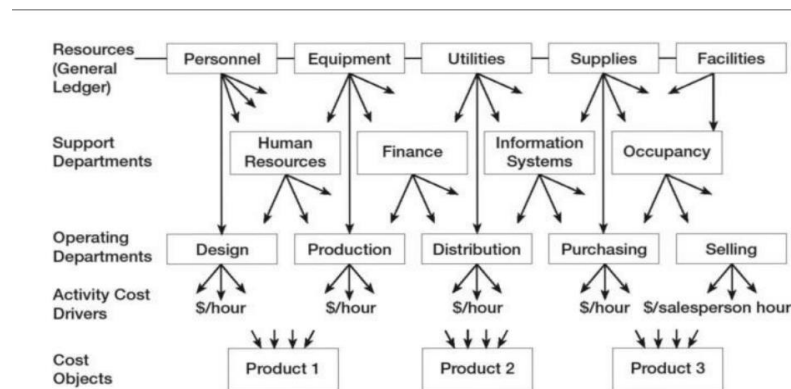 Resources
(General
Ledger)
Personnel
Equipment
Utilities
Supplies
Facilities
Support
Departments
Human
Resources
Finance
Information
Systems
Occupancy
Operating
Departments
Design
Production
Distribution
Purchasing
Selling
Activity Cost
Drivers
$/hour
$/hour
$/hour
$/hour
$/salesperson hour
Cost
Objects
Product 1
Product 2
Product 3